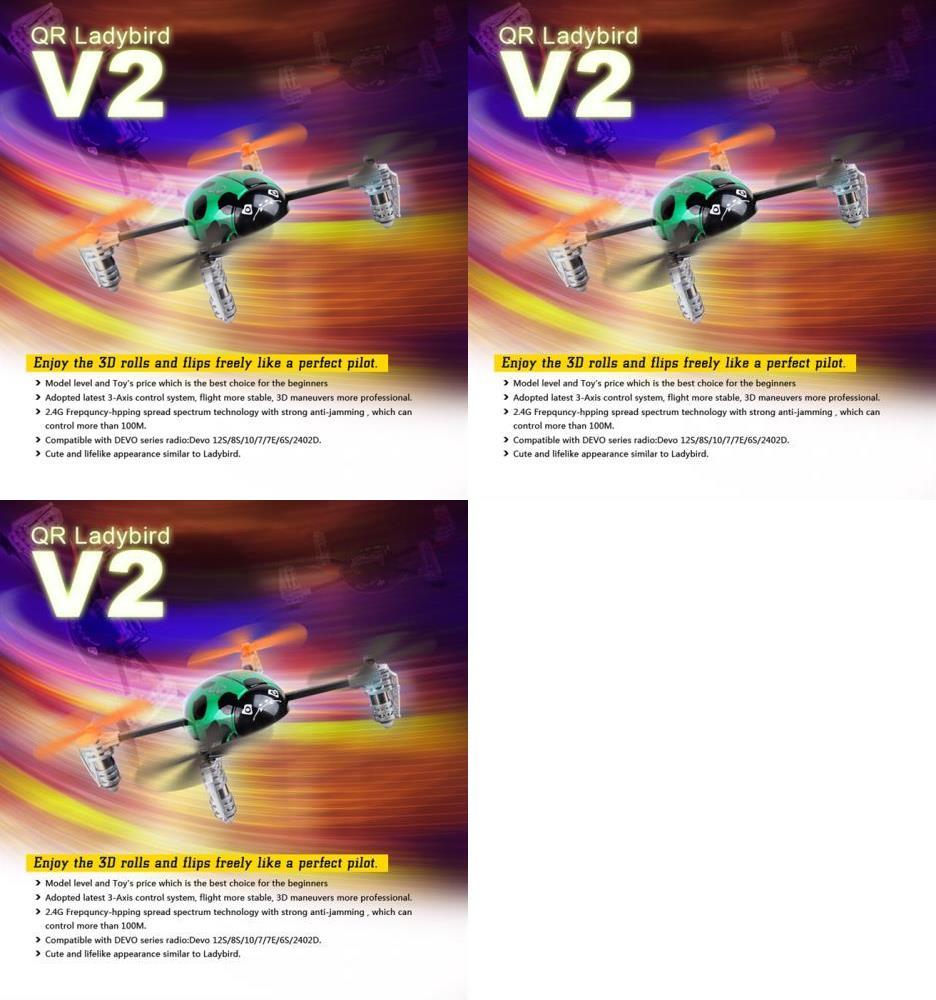 QR Ladybird
V2
Enjoy the 3D rolls and flips freely like a perfect pilot.
Model level and Toy's price which is the best choice for the beginners
Adopted latest 3-Axis control system, flight more stable, 3D maneuvers more professional.
2.4G Frepquncy-hpping spread spectrum technology with strong anti-jamming , which can
control more than 100M.
Compatible with DEVO series radio:Devo 12S/8S/10/7/7E/6S/2402D.
Cute and lifelike appearance similar to Ladybird.
QR Ladybird
V2
Enjoy the 3D rolls and flips freely like a perfect pilot.
Model level and Toy's price which is the best choice for the beginners
Adopted latest 3-Axis control system, flight more stable, 3D maneuvers more professional.
2.4G Frepquncy-hpping spread spectrum technology with strong anti-jamming , which can
control more than 100M.
Compatible with DEVO series radio:Devo 12S/8S/10/7/7E/6S/2402D.
Cute and lifelike appearance similar to Ladybird.
QR Ladybird
V2
Enjoy the 3D rolls and flips freely like a perfect pilot.
Model level and Toy's price which is the best choice for the beginners
Adopted latest 3-Axis control system, flight more stable, 3D maneuvers more professional.
2.4G Frepquncy-hpping spread spectrum technology with strong anti-jamming , which can
control more than 100M.
Compatible with DEVO series radio:Devo 12S/8S/10/7/7E/6S/2402D.
Cute and lifelike appearance similar to Ladybird.